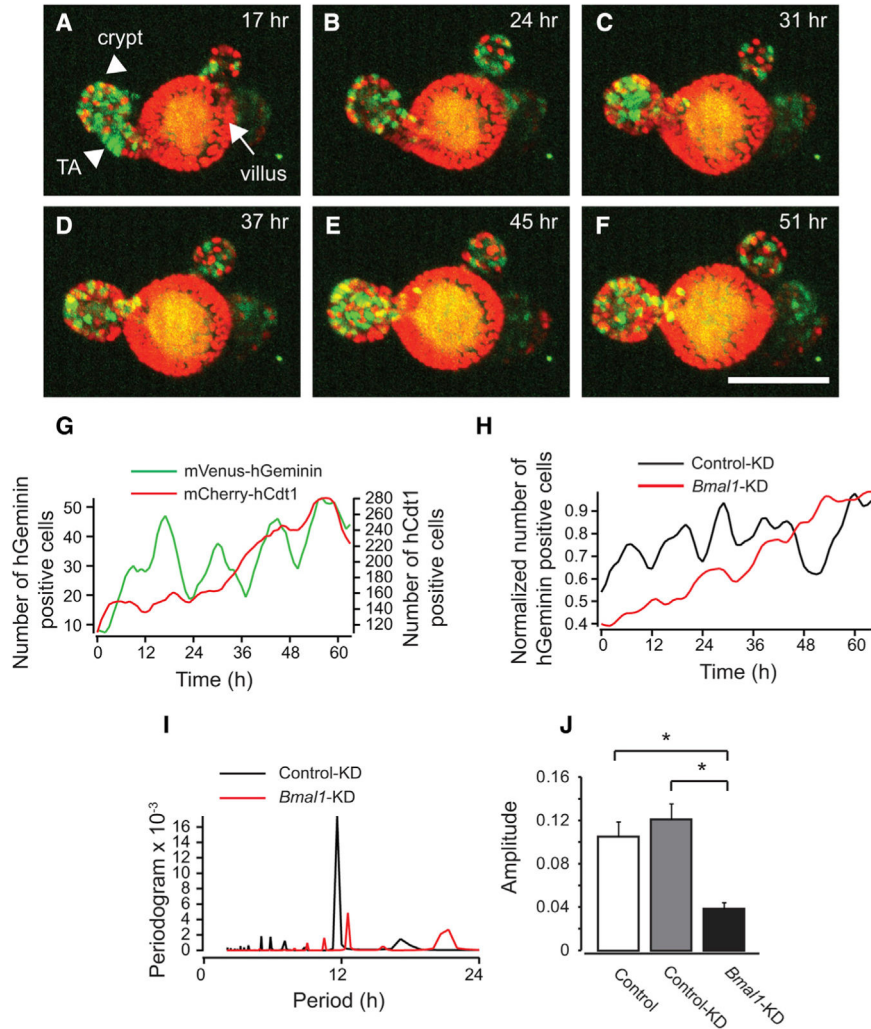 A 17 hr
crypt
TA
villus
B 24 hr
C 31 hr
D 37 hr
E 45 hr
F 51 hr
G
mVenus-hGeminin
mCherry-hCdt1
Number of hGeminin
positive cells
50
40
30
20
10
280
260
240
220
200
180
160
140
120
Number of hCdt1
positive cells
0 12 24 36 48 60
Time (h)
H
Control-KD
Bmal1-KD
Normalized number of
hGeminin positive cells
0.9
0.8
0.7
0.6
0.5
0.4
0 12 24 36 48 60
Time (h)
I
Control-KD
Bmal1-KD
Periodogram x 10-3
16
14
12
10
8
6
4
2
0
0 12 24
Period (h)
J
*
*
Amplitude
0.16
0.12
0.08
0.04
0
Control
Control-KD
Bmal1-KD